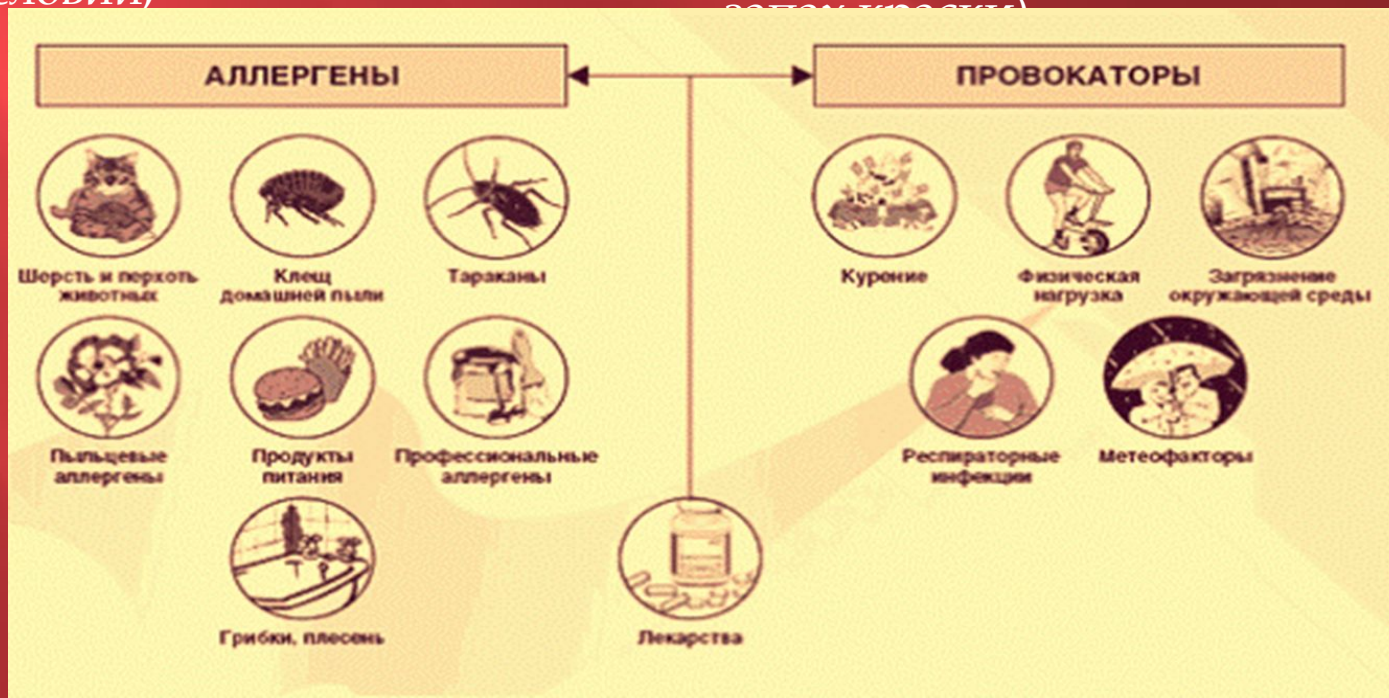 АЛЛЕРГЕНЫ
ПРОВОКАТОРЫ
Шерсть и перхоть
животных
Клещ
домашней пыли
Тараканы
Курение
Физическая
нагрузка
Загрязнение
окружающей среды
Пыльцевые
аллергены
Продукты
питания
Профессиональные
аллергены
Респираторные
инфекции
Метеофакторы
Грибки, плесень
Лекарства